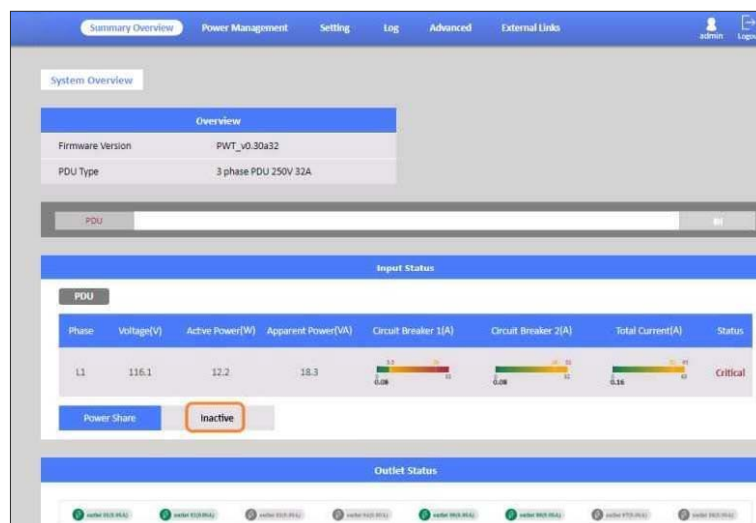 Summary Overview Power Management Setting Log Advanced External Links admin
System Overview
Overview
Firmware Version PWT_v0.30a32
PDU Type 3 phase PDU 250V 32A
PDU
Input Status
PDU
Phase Voltage(V) Active Power(W) Apparent Power(VA) Circuit Breaker 1(A) Circuit Breaker 2(A) Total Current(A) Status
L1 116.1 12.2 18.3 0.08 0.08 0.16 Critical
Power Share Inactive
Outlet Status